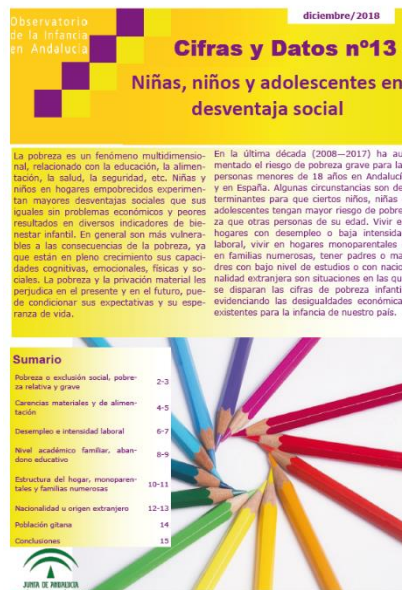 Observatorio
de la Infancia
en Andalucía
diciembre/2018
Cifras y Datos nº13
Niñas, niños y adolescentes en
desventaja social
La pobreza es un fenómeno multidimensio-
nal, relacionado con la educación, la alimen-
tación, la salud, la seguridad, etc. Niñas y
niños en hogares empobrecidos experimen-
tan mayores desventajas sociales que sus
iguales sin problemas económicos y peores
resultados en diversos indicadores de bie-
nestar infantil. En general son más vulnera-
bles a las consecuencias de la pobreza, ya
que están en pleno crecimiento sus capaci-
dades cognitivas, emocionales, físicas y so-
ciales. La pobreza y la privación material les
perjudica en el presente y en el futuro, pue-
de condicionar sus expectativas y su espe-
ranza de vida.
En la última década (2008—2017) ha au
mentado el riesgo de pobreza grave para la
personas menores de 18 años en Andalucí
y en España. Algunas circunstancias son de
terminantes para que ciertos niños, niñas
adolescentes tengan mayor riesgo de pobre
za que otras personas de su edad. Vivir e
hogares con desempleo o baja intensida
laboral, vivir en hogares monoparentales
en familias numerosas, tener padres o ma
dres con bajo nivel de estudios o con nacio
nalidad extranjera son situaciones en las qu
se disparan las cifras de pobreza infanti
evidenciando las desigualdades económica
existentes para la infancia de nuestro país.
Sumario
Pobreza o exclusión social, pobre-
za relativa y grave 2-3
Carencias materiales y de alimen-
tación 4-5
Desempleo e intensidad laboral 6-7
Nivel académico familiar, aban-
dono educativo 8-9
Estructura del hogar, monoparen-
tales y familias numerosas 10-11
Nacionalidad u origen extranjero 12-13
Población gitana 14
Conclusiones 15
JUNTA DE ANDALUCIA